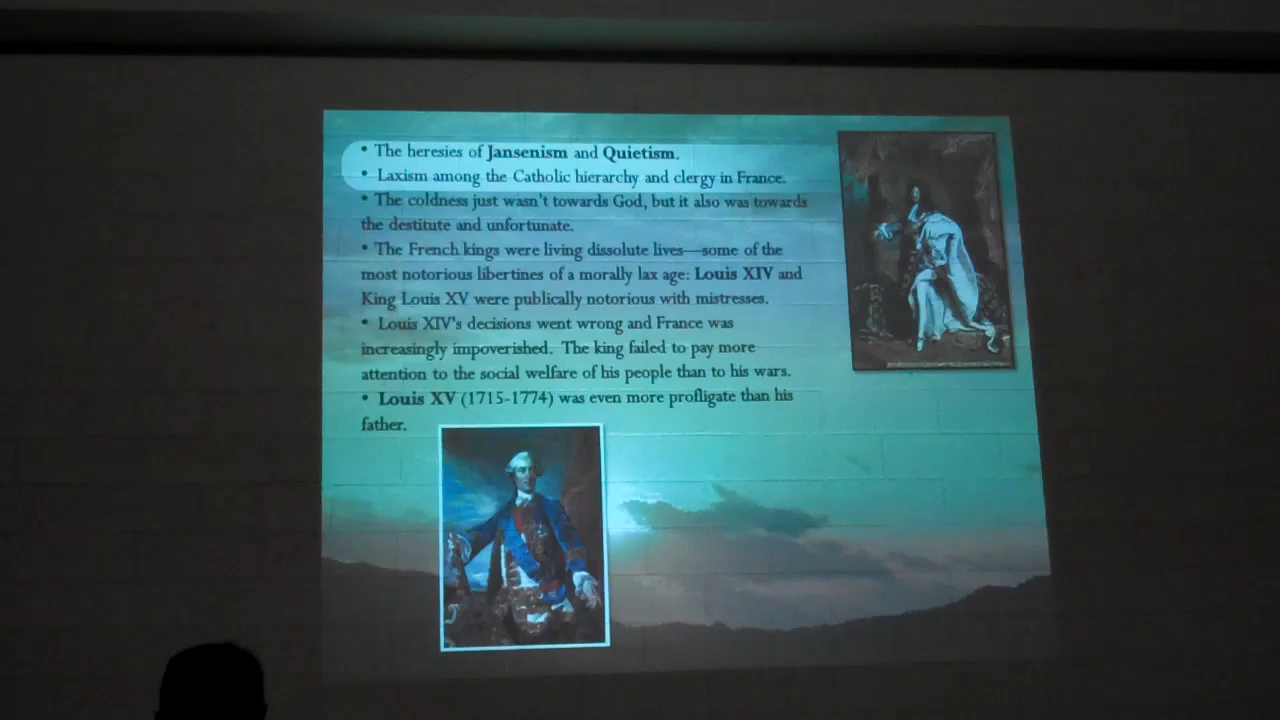 • The heresies of Jansenism and Quietism.
• Laxism among the Catholic hierarchy and clergy in France.
• The coldness just wasn't towards God, but it also was towards
the destitute and unfortunate.
• The French kings were living dissolute lives—some of the
most notorious libertines of a morally lax age: Louis XIV and
King Louis XV were publically notorious with mistresses.
• Louis XIV's decisions went wrong and France was
increasingly impoverished. The king failed to pay more
attention to the social welfare of his people than to his wars.
• Louis XV (1715-1774) was even more profligate than his
father.